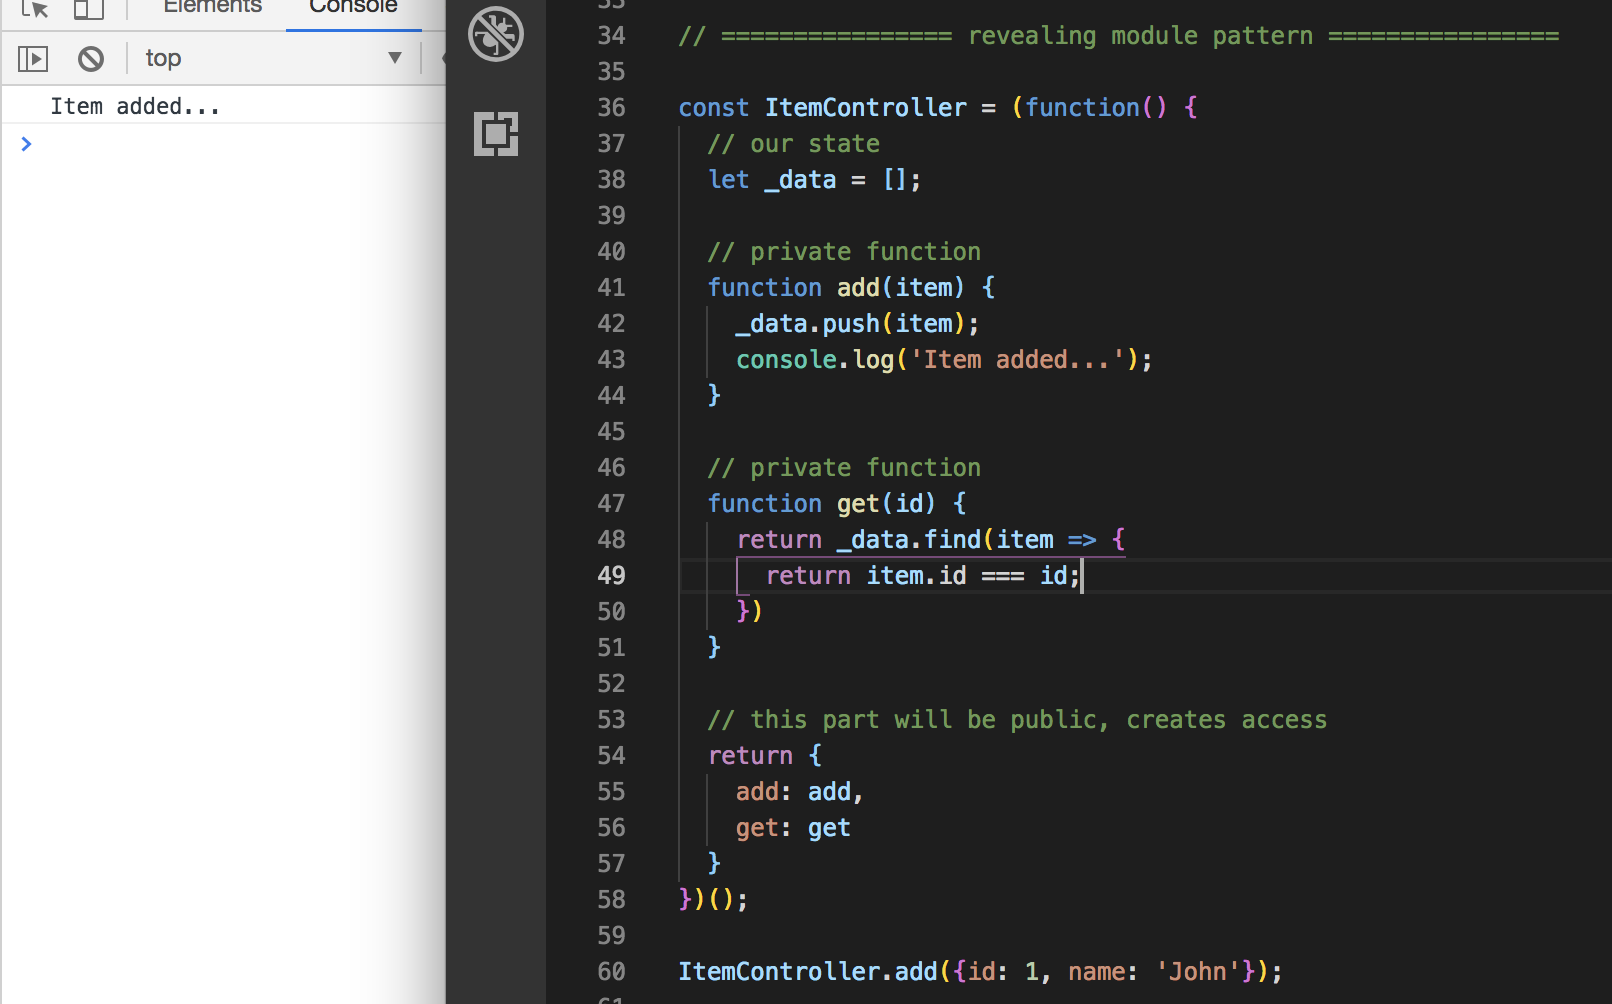 Elements Console
top
Item added...
33
34 // ================ revealing module pattern ================
35
36 const ItemController = (function() {
37   // our state
38   let _data = [];
39
40   // private function
41   function add(item) {
42     _data.push(item);
43     console.log('Item added...');
44   }
45
46   // private function
47   function get(id) {
48     return _data.find(item => {
49       return item.id === id;
50     })
51   }
52
53   // this part will be public, creates access
54   return {
55     add: add,
56     get: get
57   }
58 })();
59
60 ItemController.add({id: 1, name: 'John'});
61